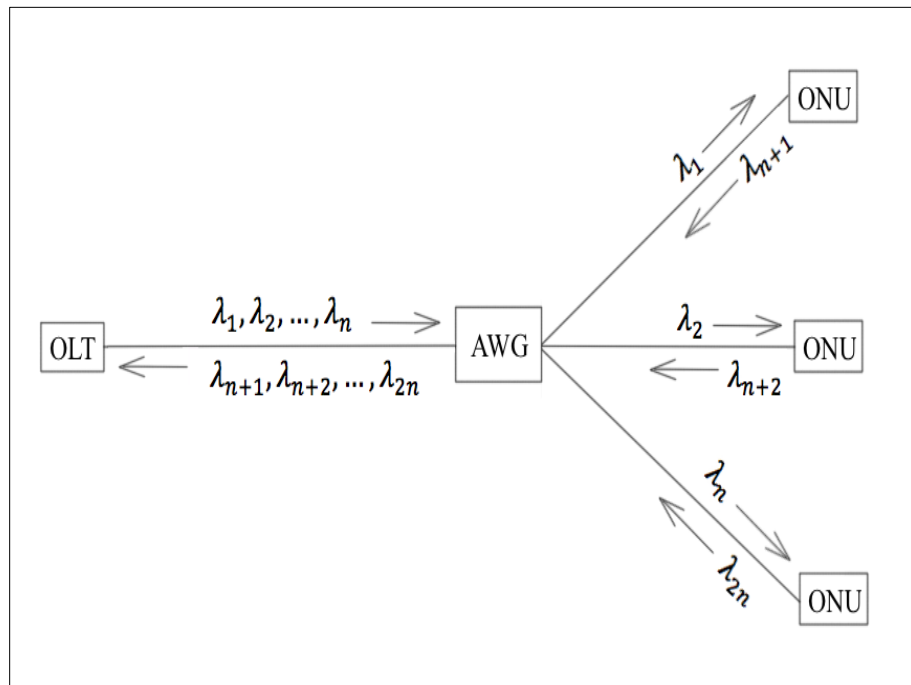 ONU
λ₁
λₙ₊₁
λ₁, λ₂, ..., λₙ
OLT
AWG
λₙ₊₁, λₙ₊₂, ..., λ₂ₙ
λ₂
ONU
λₙ₊₂
λₙ
λ₂ₙ
ONU